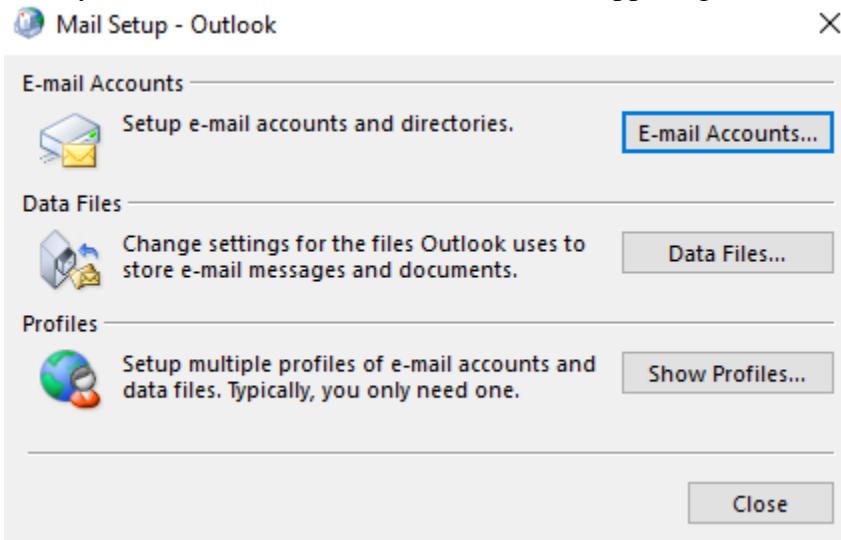 Mail Setup - Outlook
E-mail Accounts
Setup e-mail accounts and directories.
E-mail Accounts...
Data Files
Change settings for the files Outlook uses to
store e-mail messages and documents.
Data Files...
Profiles
Setup multiple profiles of e-mail accounts and
data files. Typically, you only need one.
Show Profiles...
Close